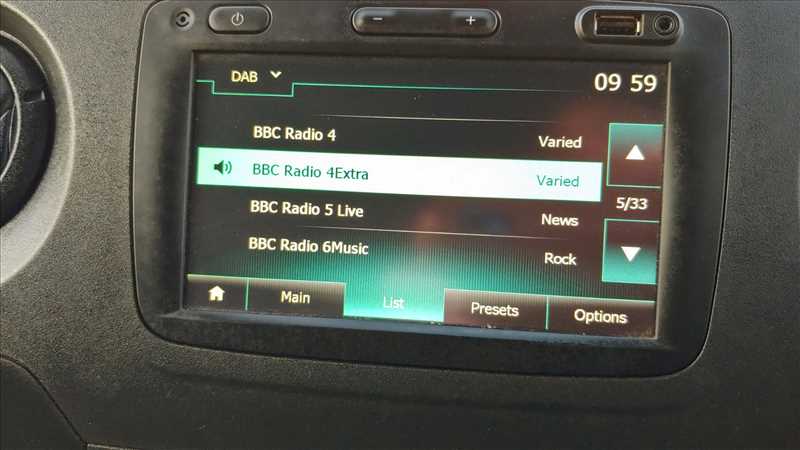 − +
DAB 09 59
BBC Radio 4 Varied
BBC Radio 4Extra Varied
5/33
BBC Radio 5 Live News
BBC Radio 6Music Rock
Main List Presets Options